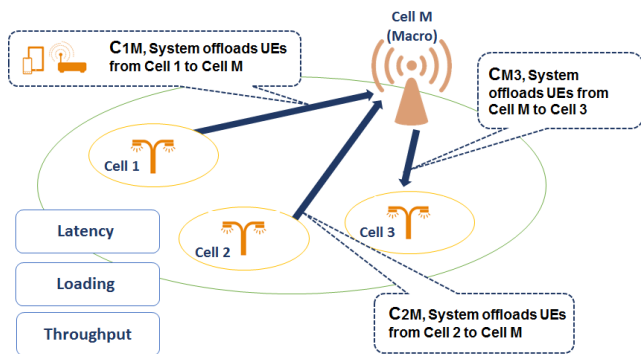 Cell M
(Macro)
C1M, System offloads UEs
from Cell 1 to Cell M
CM3, System
offloads UEs from
Cell M to Cell 3
Cell 1
Cell 2
Cell 3
Latency
Loading
Throughput
C2M, System offloads UEs
from Cell 2 to Cell M